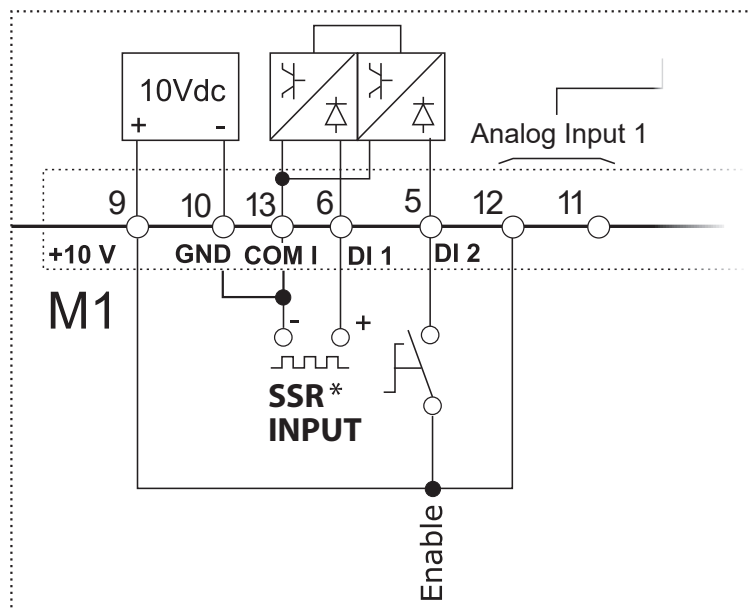 10Vdc
+ -
Analog Input 1
9 10 13 6 5 12 11
+10 V GND COM I DI 1 DI 2
M1
- +
SSR*
INPUT
Enable